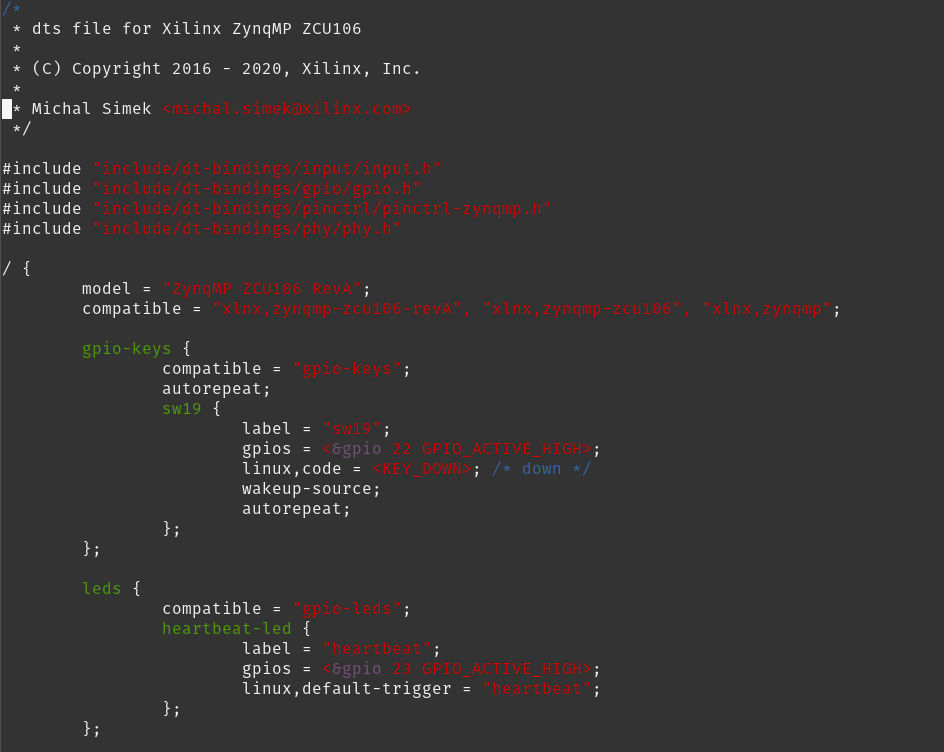 /*
 * dts file for Xilinx ZynqMP ZCU106
 *
 * (C) Copyright 2016 - 2020, Xilinx, Inc.
 *
 * Michal Simek <michal.simek@xilinx.com>
 */

#include "include/dt-bindings/input/input.h"
#include "include/dt-bindings/gpio/gpio.h"
#include "include/dt-bindings/pinctrl/pinctrl-zynqmp.h"
#include "include/dt-bindings/phy/phy.h"

/ {
        model = "ZynqMP ZCU106 RevA";
        compatible = "xlnx,zynqmp-zcu106-revA", "xlnx,zynqmp-zcu106", "xlnx,zynqmp";

        gpio-keys {
                compatible = "gpio-keys";
                autorepeat;
                sw19 {
                        label = "sw19";
                        gpios = <&gpio 22 GPIO_ACTIVE_HIGH>;
                        linux,code = <KEY_DOWN>; /* down */
                        wakeup-source;
                        autorepeat;
                };
        };

        leds {
                compatible = "gpio-leds";
                heartbeat-led {
                        label = "heartbeat";
                        gpios = <&gpio 23 GPIO_ACTIVE_HIGH>;
                        linux,default-trigger = "heartbeat";
                };
        };